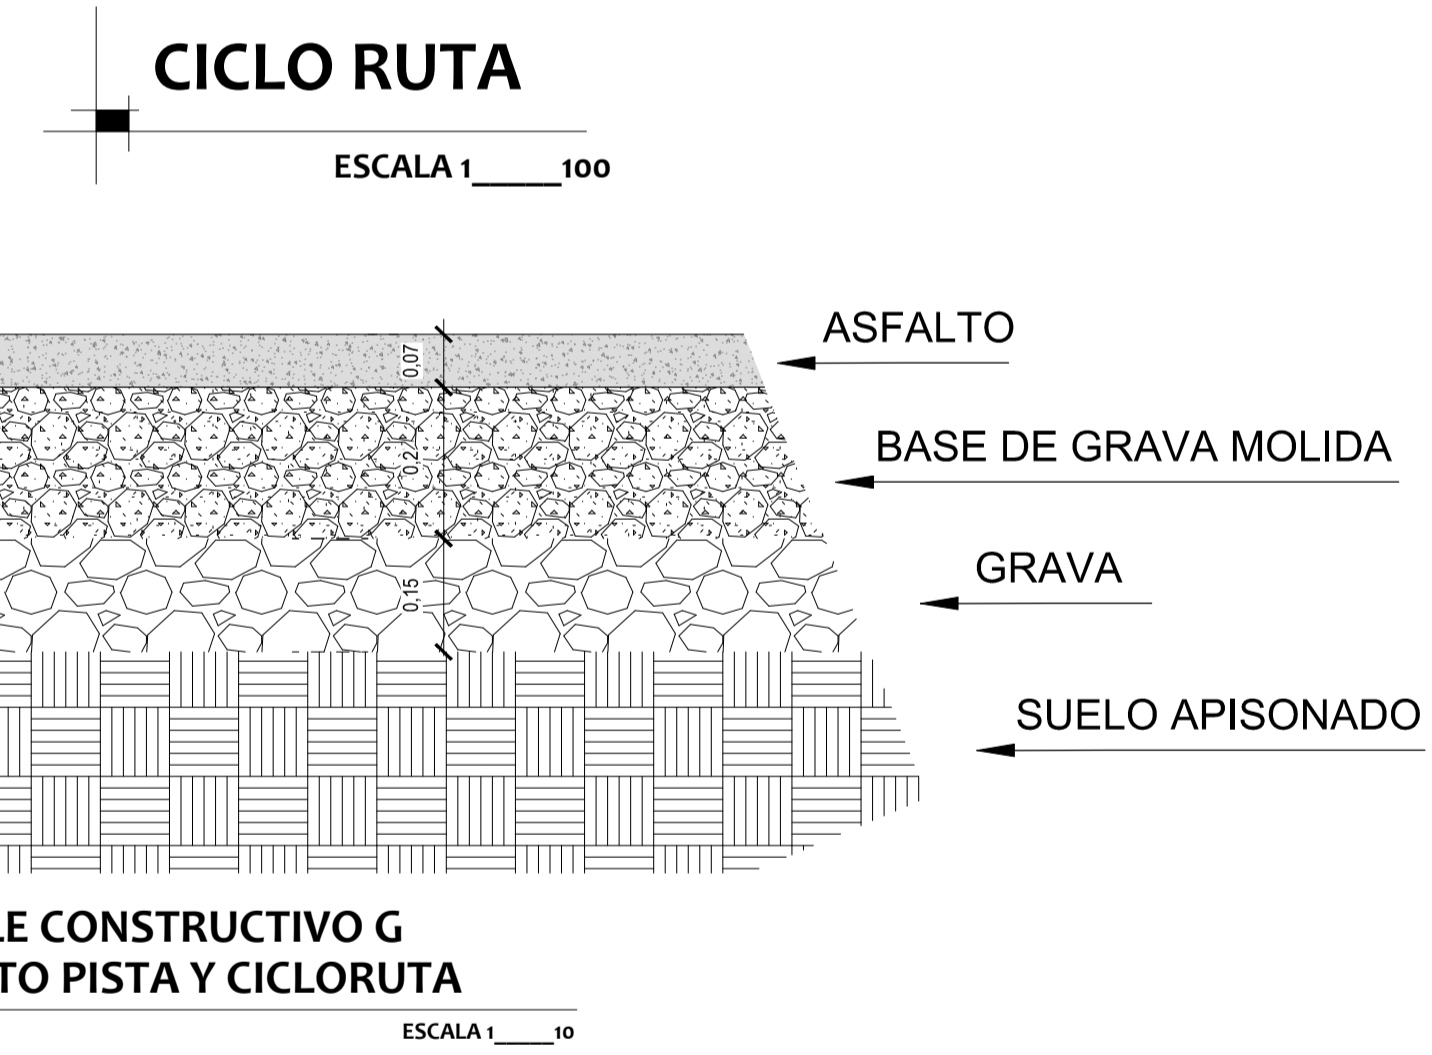 CICLO RUTA
ESCALA 1_____100
ASFALTO
0,07
BASE DE GRAVA MOLIDA
0,2
GRAVA
0,15
SUELO APISONADO
LE CONSTRUCTIVO G
TO PISTA Y CICLORUTA
ESCALA 1_____10